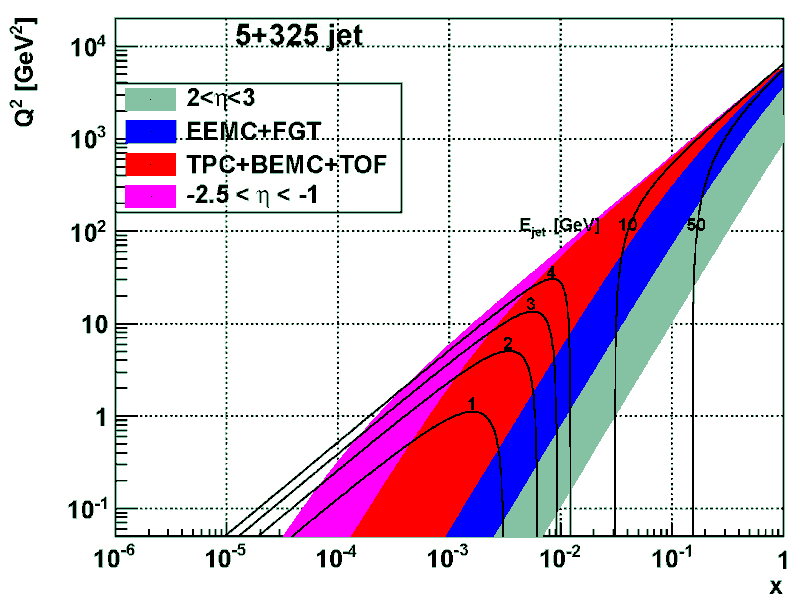 5+325 jet
Q² [GeV²]
10⁴
2<η<3
EEMC+FGT
10³
TPC+BEMC+TOF
-2.5 < η < -1
10²
E_jet [GeV] 10 50
4
10
3
2
1
1
10⁻¹
10⁻⁶ 10⁻⁵ 10⁻⁴ 10⁻³ 10⁻² 10⁻¹ 1
x